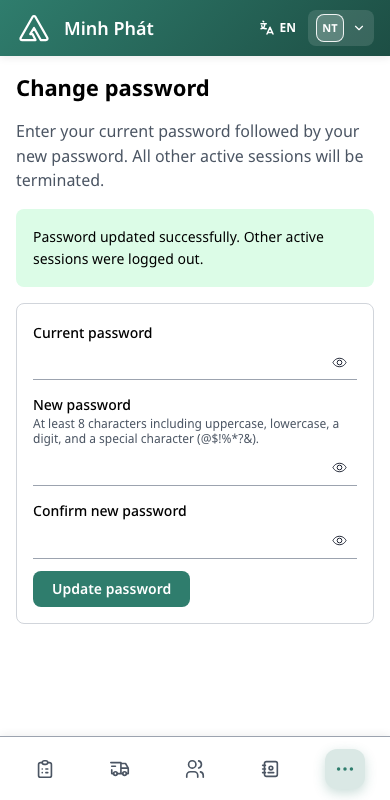 Minh Phát
EN
NT
Change password
Enter your current password followed by your
new password. All other active sessions will be
terminated.
Password updated successfully. Other active
sessions were logged out.
Current password
New password
At least 8 characters including uppercase, lowercase, a
digit, and a special character (@$!%*?&).
Confirm new password
Update password